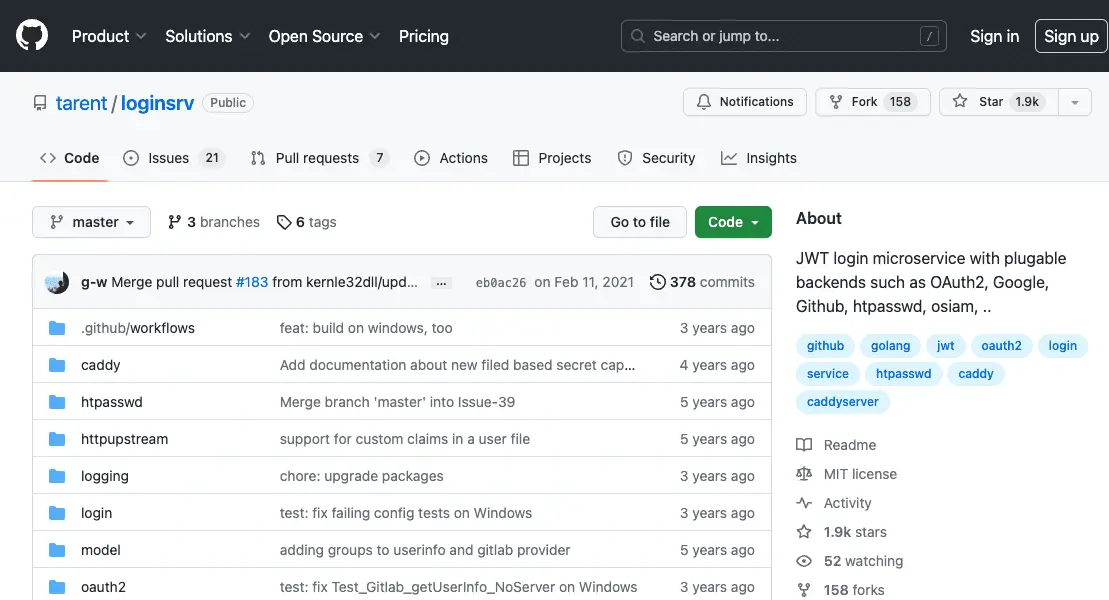 Product Solutions Open Source Pricing Search or jump to... / Sign in Sign up
tarent / loginsrv Public Notifications Fork 158 Star 1.9k
Code Issues 21 Pull requests 7 Actions Projects Security Insights
master 3 branches 6 tags Go to file Code
g-w Merge pull request #183 from kernle32dll/upd... ... eb0ac26 on Feb 11, 2021 378 commits
.github/workflows feat: build on windows, too 3 years ago
caddy Add documentation about new filed based secret cap... 4 years ago
htpasswd Merge branch 'master' into Issue-39 5 years ago
httpupstream support for custom claims in a user file 5 years ago
logging chore: upgrade packages 3 years ago
login test: fix failing config tests on Windows 3 years ago
model adding groups to userinfo and gitlab provider 5 years ago
oauth2 test: fix Test_Gitlab_getUserInfo_NoServer on Windows 3 years ago
About
JWT login microservice with plugable
backends such as OAuth2, Google,
Github, htpasswd, osiam, ..
github golang jwt oauth2 login
service htpasswd caddy
caddyserver
Readme
MIT license
Activity
1.9k stars
52 watching
158 forks